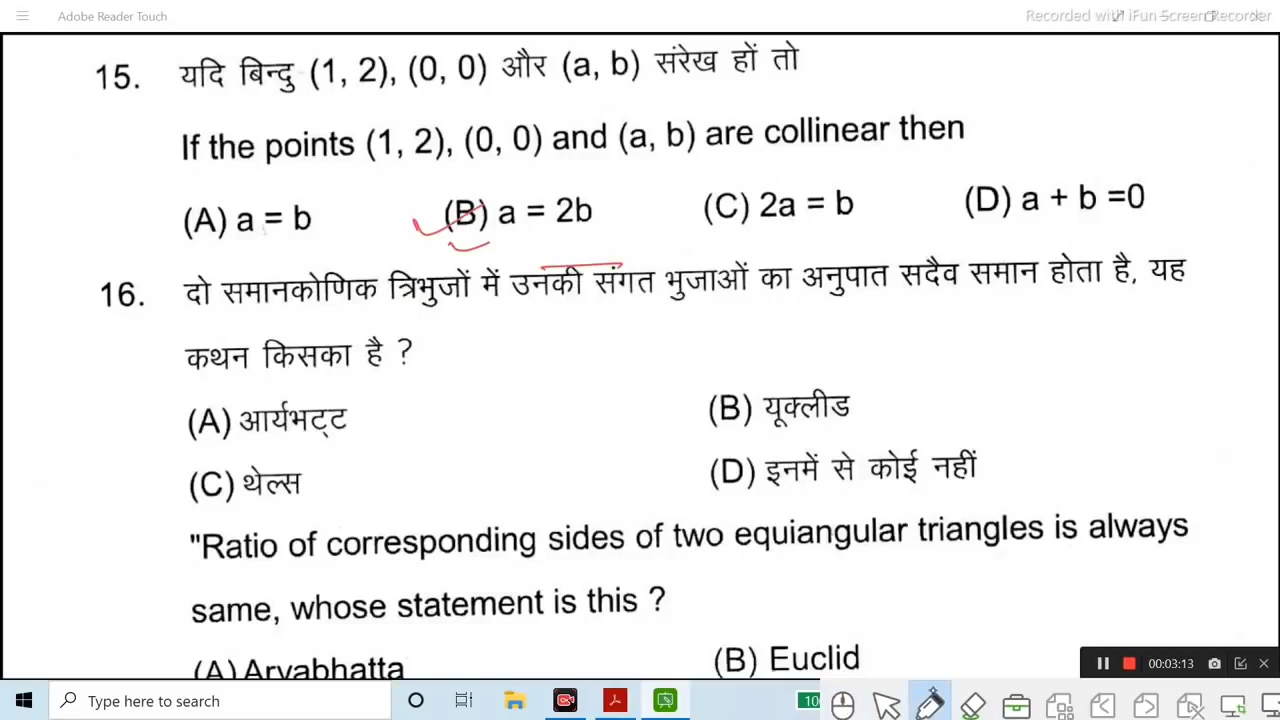 Adobe Reader Touch
Recorded with iFun Screen Recorder
15. यदि बिन्दु (1, 2), (0, 0) और (a, b) संरेख हों तो
If the points (1, 2), (0, 0) and (a, b) are collinear then
(A) a = b (B) a = 2b (C) 2a = b (D) a + b =0
16. दो समानकोणिक त्रिभुजों में उनकी संगत भुजाओं का अनुपात सदैव समान होता है, यह
कथन किसका है ?
(A) आर्यभट्ट (B) यूक्लीड
(C) थेल्स (D) इनमें से कोई नहीं
"Ratio of corresponding sides of two equiangular triangles is always
same, whose statement is this ?
(A) Aryabhatta (B) Euclid
00:03:13
Type here to search